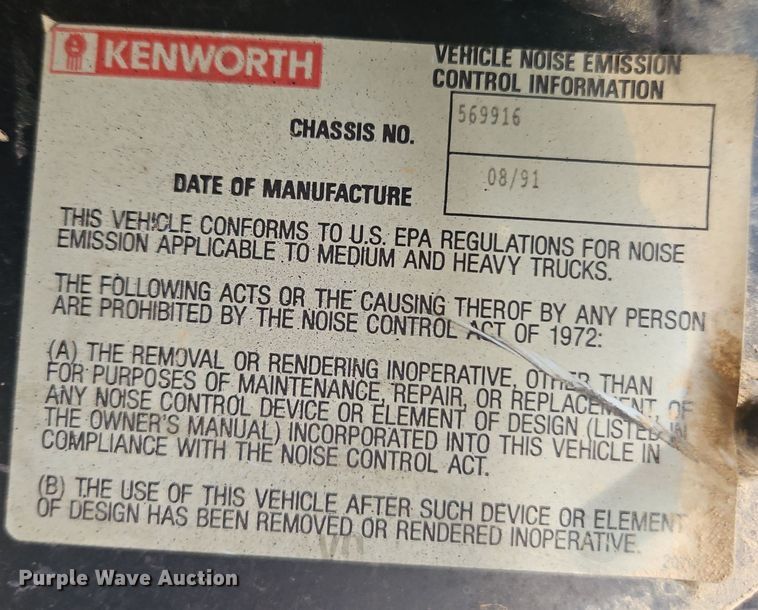 KENWORTH
VEHICLE NOISE EMISSION
CONTROL INFORMATION
CHASSIS NO. 569916
DATE OF MANUFACTURE 08/91
THIS VEHICLE CONFORMS TO U.S. EPA REGULATIONS FOR NOISE
EMISSION APPLICABLE TO MEDIUM AND HEAVY TRUCKS.
THE FOLLOWING ACTS OR THE CAUSING THEROF BY ANY PERSON
ARE PROHIBITED BY THE NOISE CONTROL ACT OF 1972:
(A) THE REMOVAL OR RENDERING INOPERATIVE, OTHER THAN
FOR PURPOSES OF MAINTENANCE, REPAIR, OR REPLACEMENT, OF
ANY NOISE CONTROL DEVICE OR ELEMENT OF DESIGN (LISTED IN
THE OWNER'S MANUAL) INCORPORATED INTO THIS VEHICLE IN
COMPLIANCE WITH THE NOISE CONTROL ACT.
(B) THE USE OF THIS VEHICLE AFTER SUCH DEVICE OR ELEMENT
OF DESIGN HAS BEEN REMOVED OR RENDERED INOPERATIVE.
Purple Wave Auction